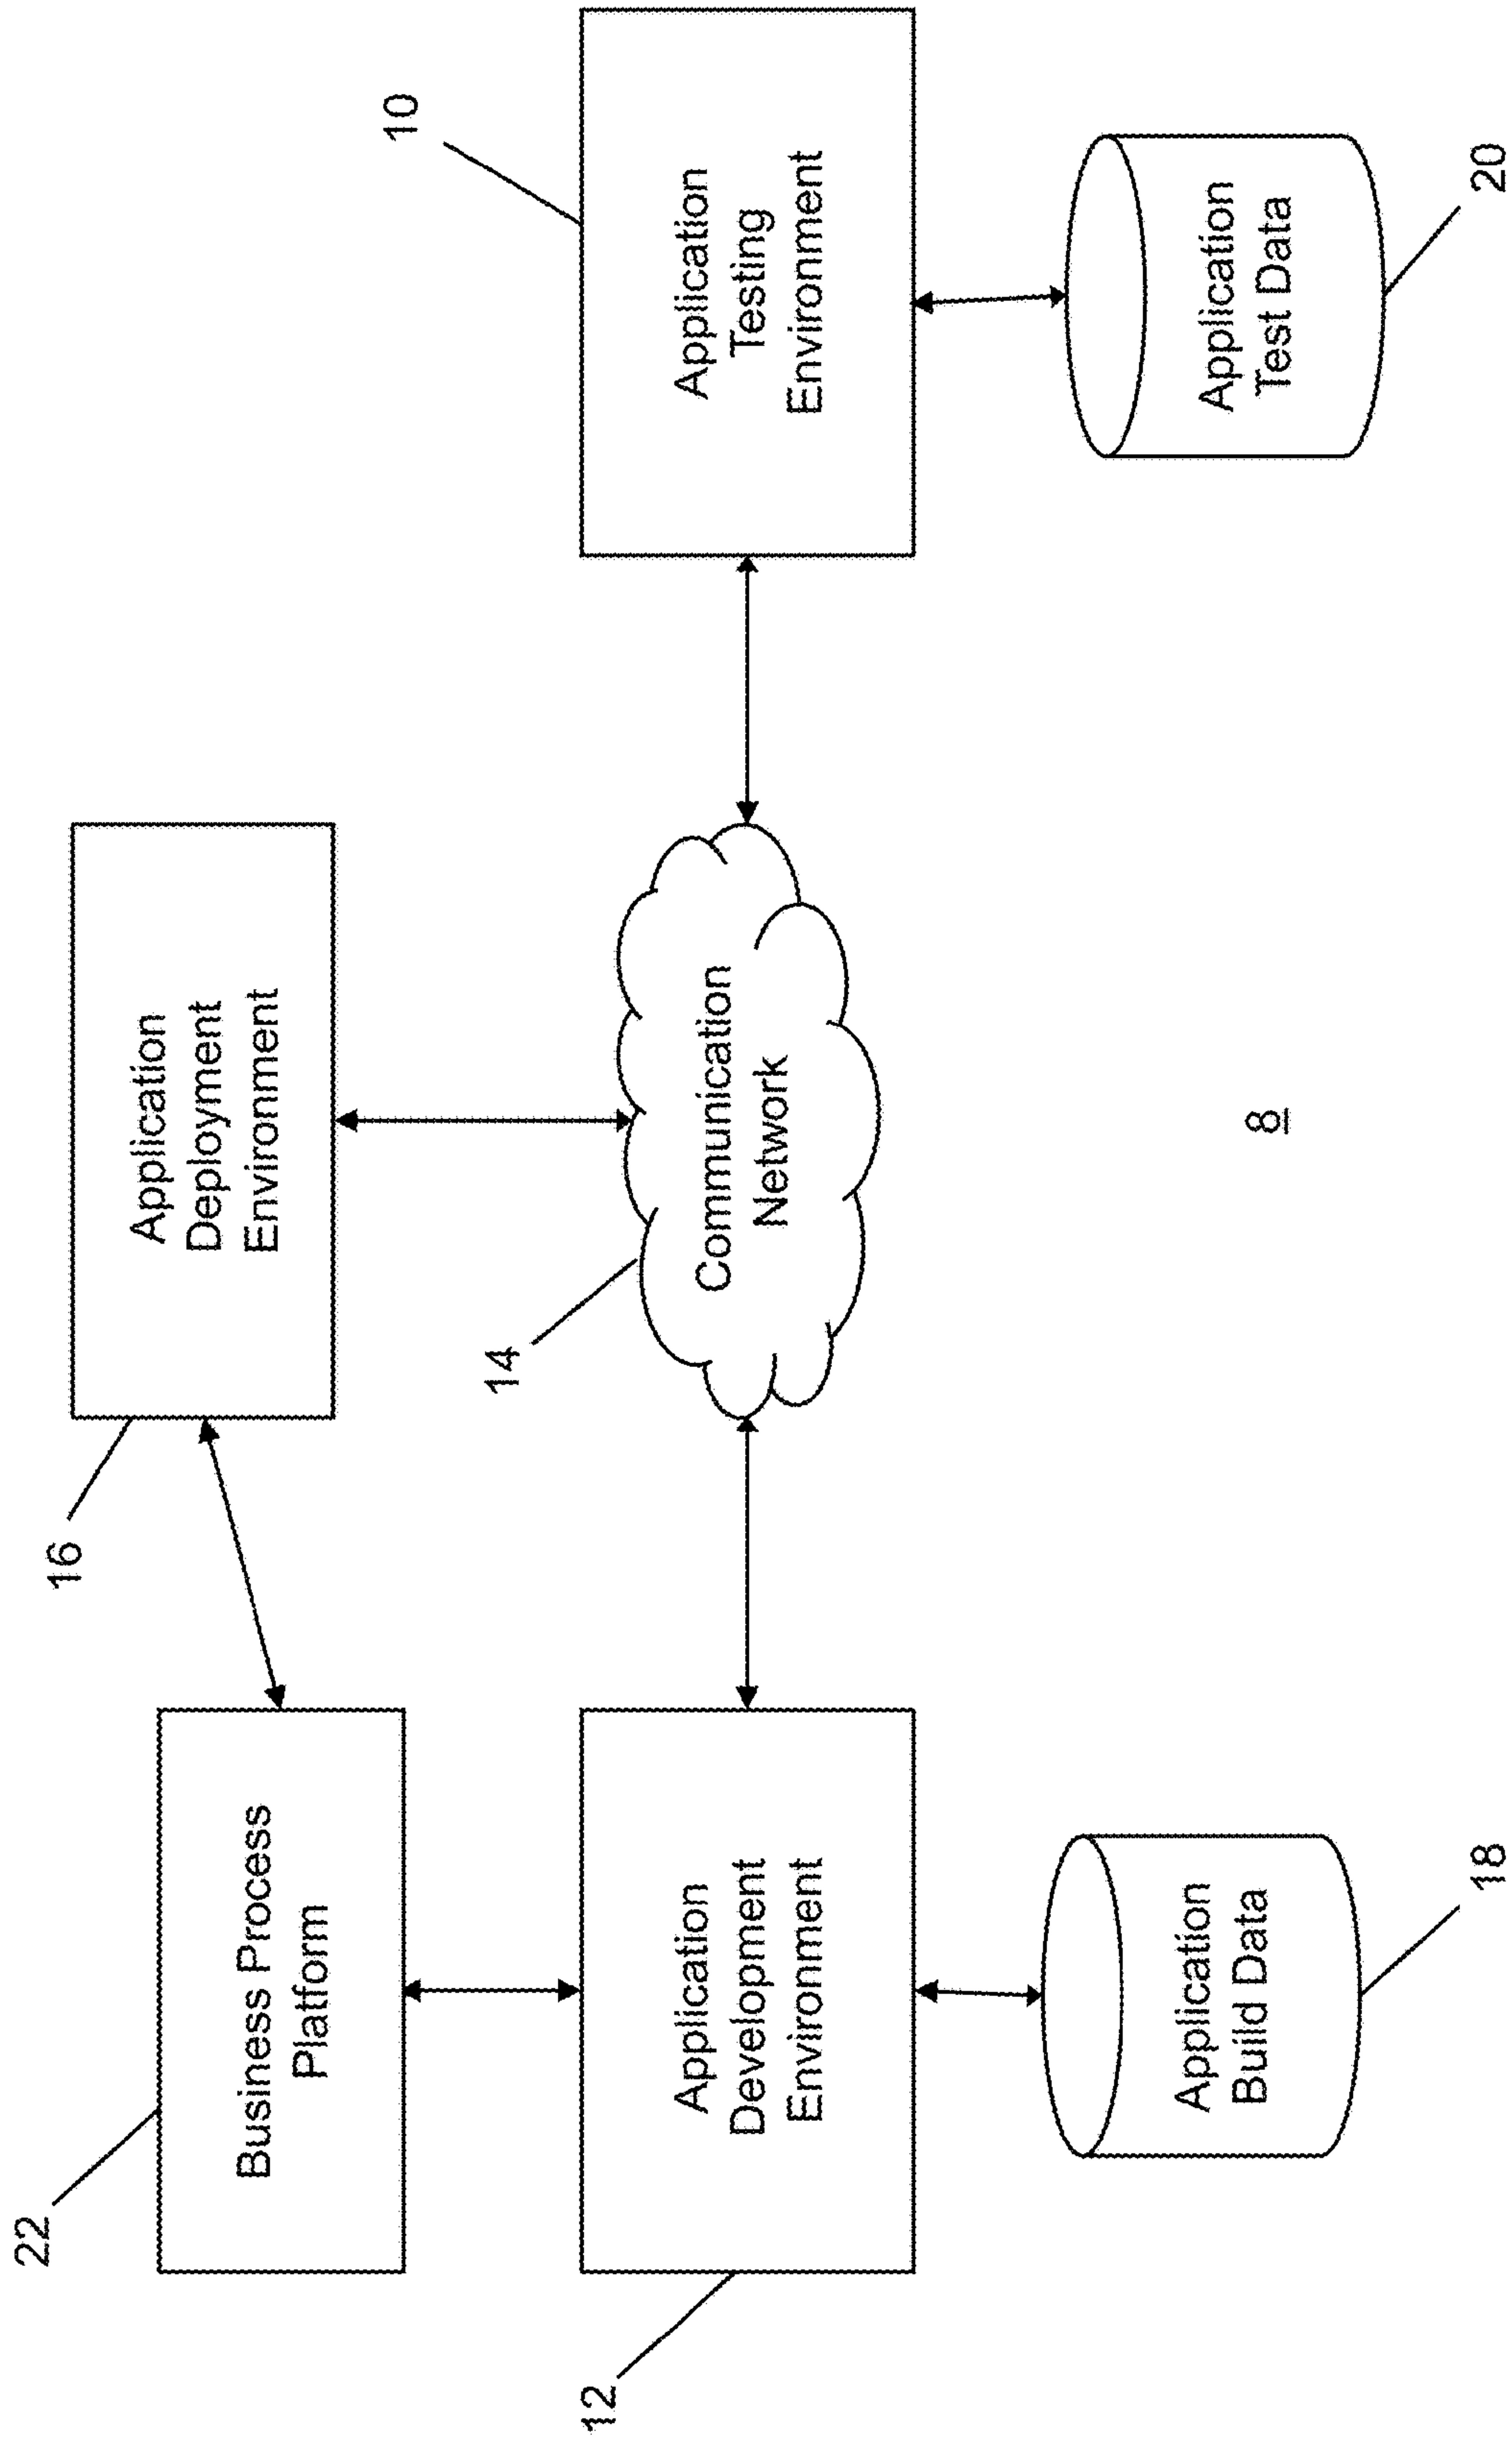 16
Application
Deployment
Environment
22
Business Process
Platform
14
Communication
Network
10
Application
Testing
Environment
12
Application
Development
Environment
Application
Build Data
18
8
Application
Test Data
20